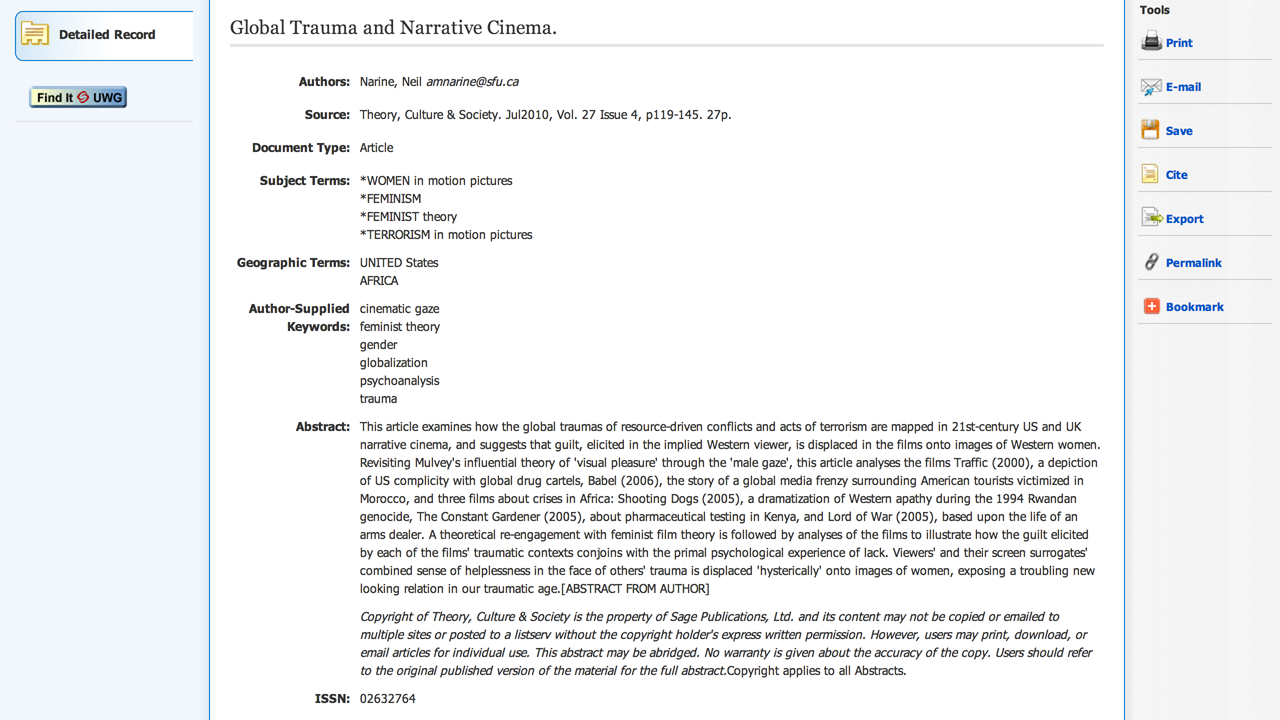 Detailed Record
Find It UWG
Global Trauma and Narrative Cinema.
Authors: Narine, Neil amnarine@sfu.ca
Source: Theory, Culture & Society. Jul2010, Vol. 27 Issue 4, p119-145. 27p.
Document Type: Article
Subject Terms: *WOMEN in motion pictures
*FEMINISM
*FEMINIST theory
*TERRORISM in motion pictures
Geographic Terms: UNITED States
AFRICA
Author-Supplied Keywords: cinematic gaze
feminist theory
gender
globalization
psychoanalysis
trauma
Abstract: This article examines how the global traumas of resource-driven conflicts and acts of terrorism are mapped in 21st-century US and UK
narrative cinema, and suggests that guilt, elicited in the implied Western viewer, is displaced in the films onto images of Western women.
Revisiting Mulvey's influential theory of 'visual pleasure' through the 'male gaze', this article analyses the films Traffic (2000), a depiction
of US complicity with global drug cartels, Babel (2006), the story of a global media frenzy surrounding American tourists victimized in
Morocco, and three films about crises in Africa: Shooting Dogs (2005), a dramatization of Western apathy during the 1994 Rwandan
genocide, The Constant Gardener (2005), about pharmaceutical testing in Kenya, and Lord of War (2005), based upon the life of an
arms dealer. A theoretical re-engagement with feminist film theory is followed by analyses of the films to illustrate how the guilt elicited
by each of the films' traumatic contexts conjoins with the primal psychological experience of lack. Viewers' and their screen surrogates'
combined sense of helplessness in the face of others' trauma is displaced 'hysterically' onto images of women, exposing a troubling new
looking relation in our traumatic age.[ABSTRACT FROM AUTHOR]
Copyright of Theory, Culture & Society is the property of Sage Publications, Ltd. and its content may not be copied or emailed to
multiple sites or posted to a listserv without the copyright holder's express written permission. However, users may print, download, or
email articles for individual use. This abstract may be abridged. No warranty is given about the accuracy of the copy. Users should refer
to the original published version of the material for the full abstract.Copyright applies to all Abstracts.
ISSN: 02632764
Tools
Print
E-mail
Save
Cite
Export
Permalink
Bookmark